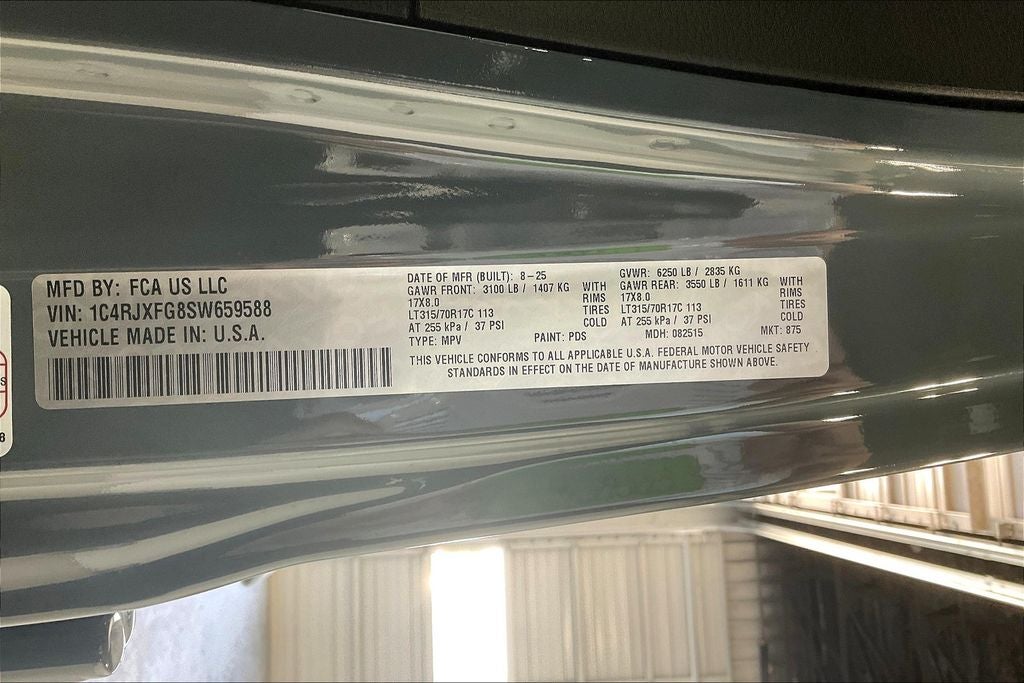 MFD BY: FCA US LLC
VIN: 1C4RJXFG8SW659588
VEHICLE MADE IN: U.S.A.
DATE OF MFR (BUILT): 8-25
GAWR FRONT: 3100 LB / 1407 KG WITH
17X8.0 RIMS
LT315/70R17C 113 TIRES
AT 255 kPa / 37 PSI COLD
TYPE: MPV PAINT: PDS
GVWR: 6250 LB / 2835 KG
GAWR REAR: 3550 LB / 1611 KG WITH
17X8.0 RIMS
LT315/70R17C 113 TIRES
AT 255 kPa / 37 PSI COLD
MDH: 082515 MKT: 875
THIS VEHICLE CONFORMS TO ALL APPLICABLE U.S.A. FEDERAL MOTOR VEHICLE SAFETY
STANDARDS IN EFFECT ON THE DATE OF MANUFACTURE SHOWN ABOVE.
S
8